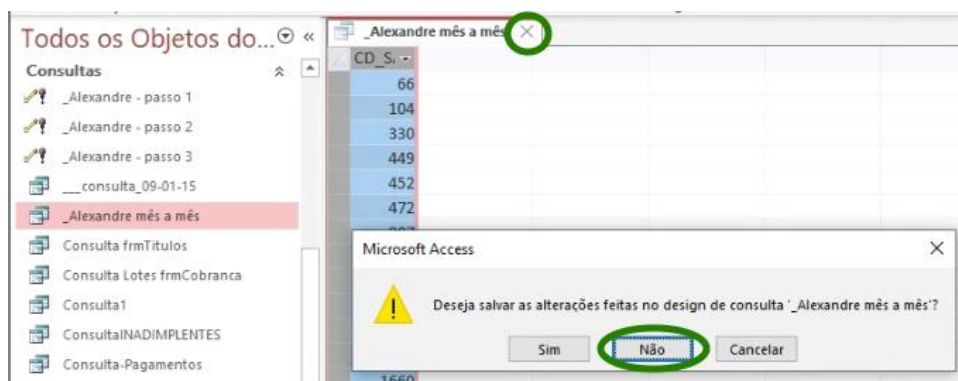 Todos os Objetos do... «
Consultas
_Alexandre - passo 1
_Alexandre - passo 2
_Alexandre - passo 3
___consulta_09-01-15
_Alexandre mês a mês
Consulta frmTitulos
Consulta Lotes frmCobranca
Consulta1
ConsultaINADIMPLENTES
Consulta-Pagamentos
_Alexandre mês a mês
CD_S
66
104
330
449
452
472
Microsoft Access
Deseja salvar as alterações feitas no design de consulta '_Alexandre mês a mês'?
Sim Não Cancelar